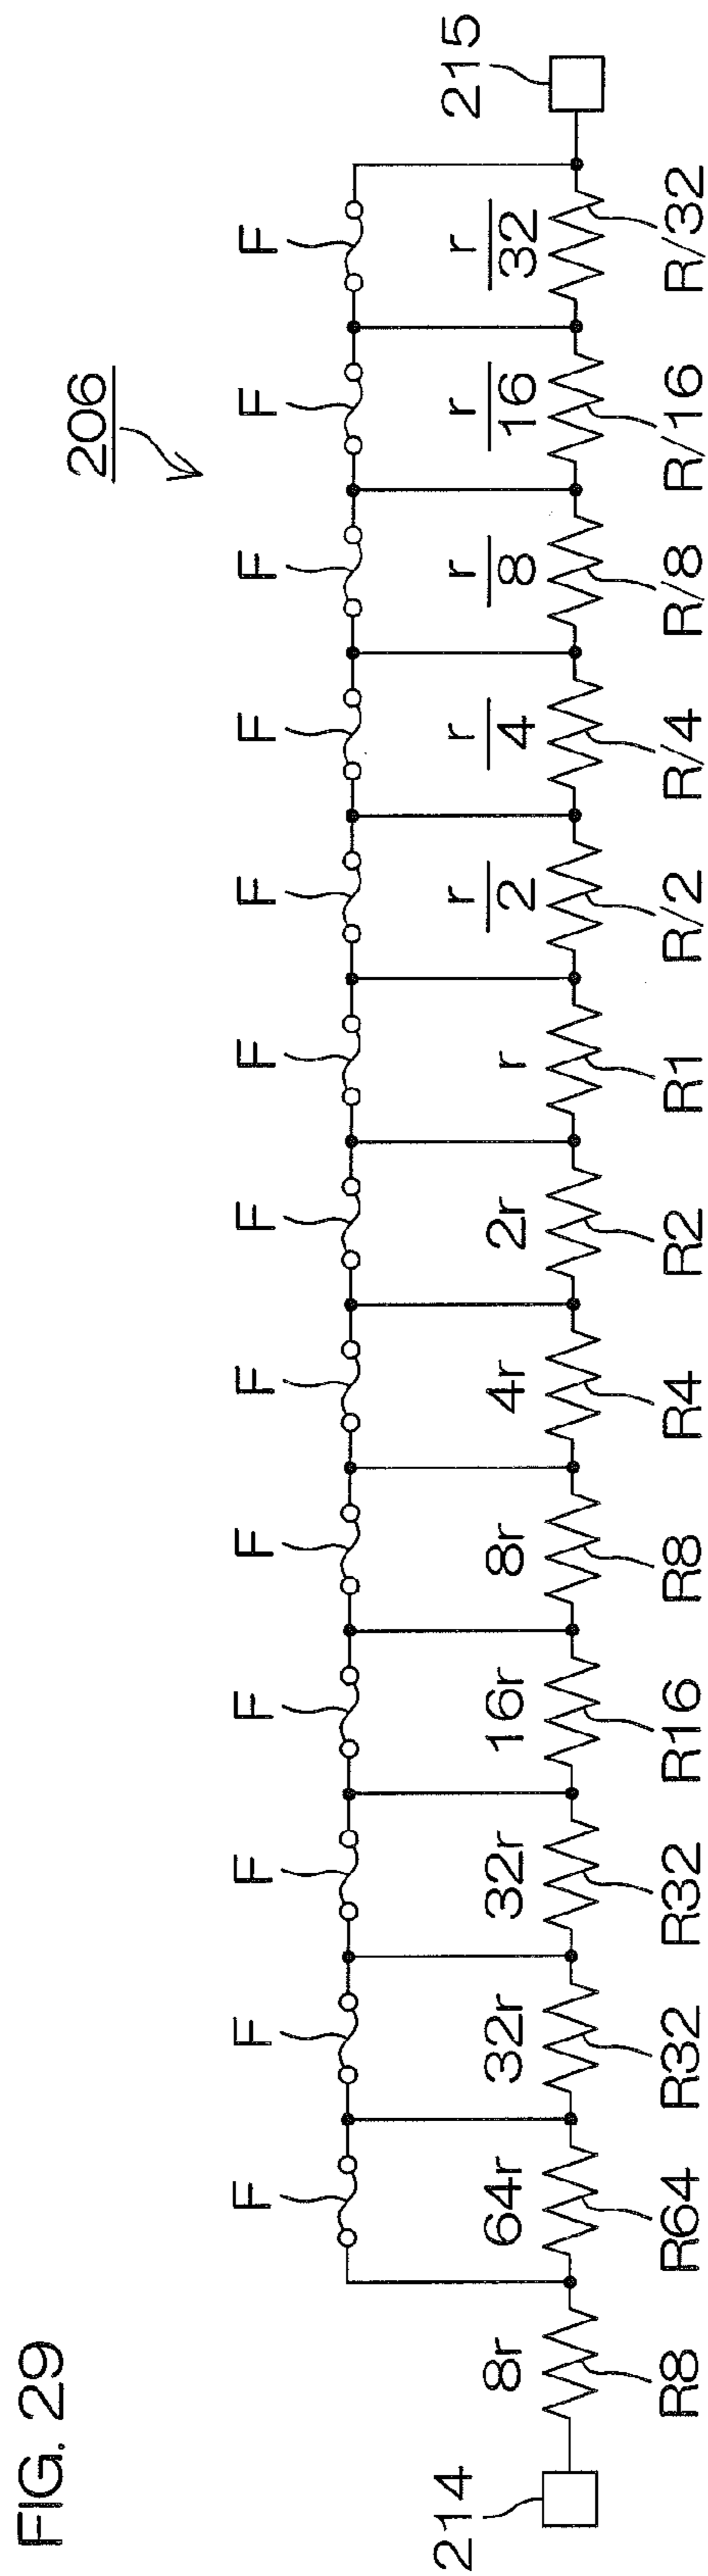 FIG. 29
206
F F F F F F F F F F F F F
214
215
8r 64r 32r 32r 16r 8r 4r 2r r r/2 r/4 r/8 r/16 r/32
R8 R64 R32 R32 R16 R8 R4 R2 R1 R/2 R/4 R/8 R/16 R/32